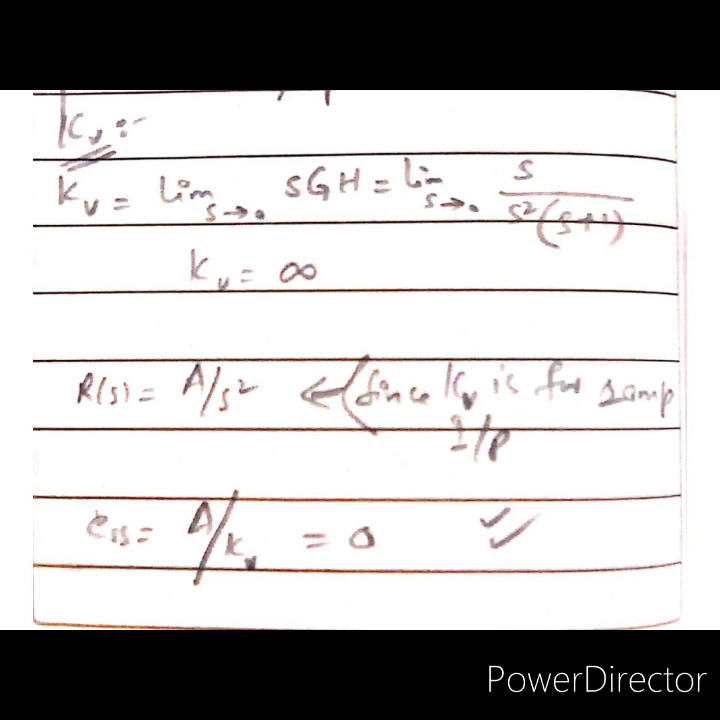 Kv :-
Kv = lim s→0 SGH = lim s→0 s / s²(s+1)
Kv = ∞
R(s) = A/s² ← (Since Kv is for ramp
I/P
ess = A/Kv = 0
PowerDirector